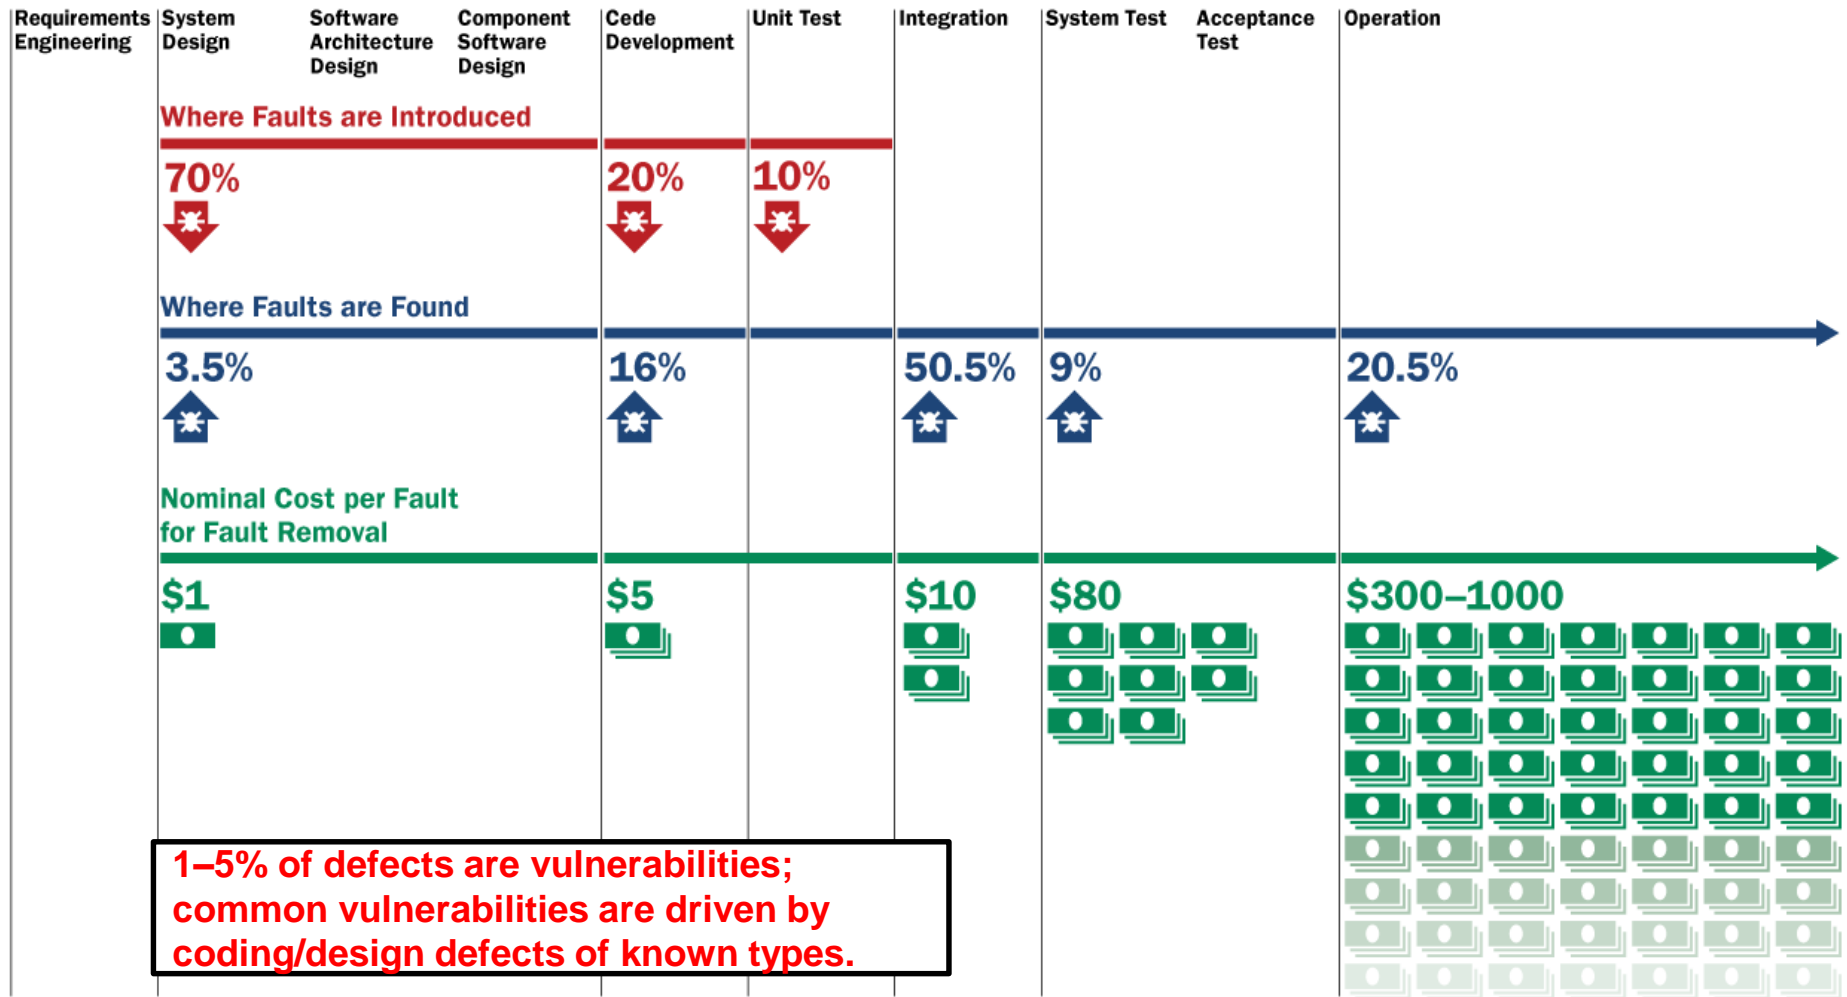 Requirements
Engineering
System
Design
Software
Architecture
Design
Component
Software
Design
Cede
Development
Unit Test
Integration
System Test
Acceptance
Test
Operation
Where Faults are Introduced
70%
20%
10%
Where Faults are Found
3.5%
16%
50.5%
9%
20.5%
Nominal Cost per Fault
for Fault Removal
$1
$5
$10
$80
$300–1000
1–5% of defects are vulnerabilities;
common vulnerabilities are driven by
coding/design defects of known types.